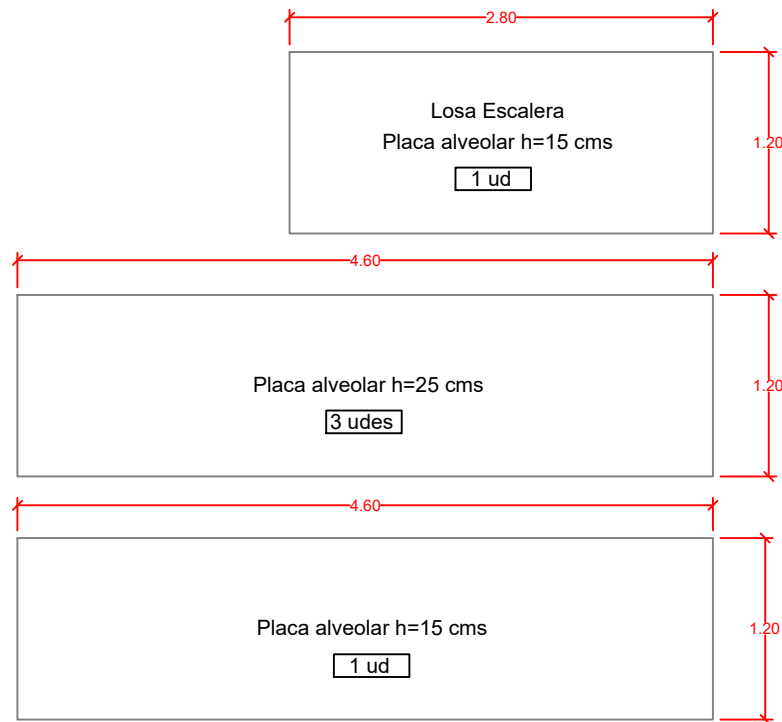 2.80
Losa Escalera
Placa alveolar h=15 cms
1 ud
1.20
4.60
Placa alveolar h=25 cms
3 udes
1.20
4.60
Placa alveolar h=15 cms
1 ud
1.20